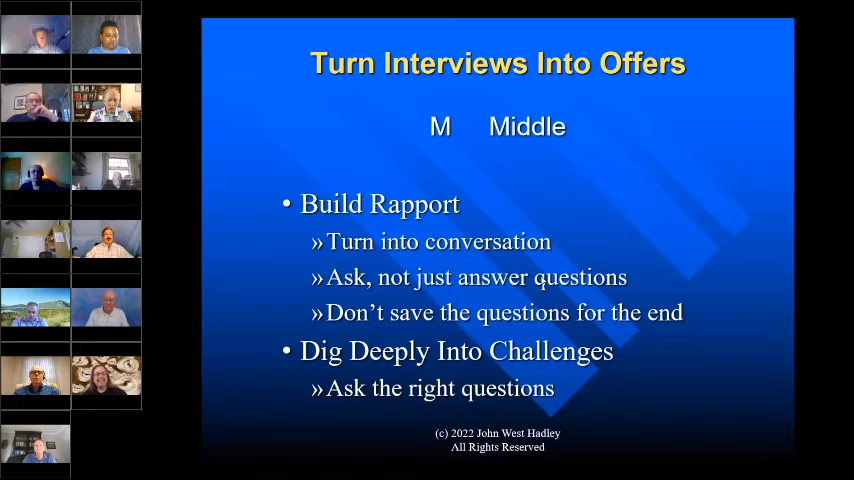 Turn Interviews Into Offers
M Middle
• Build Rapport
» Turn into conversation
» Ask, not just answer questions
» Don't save the questions for the end
• Dig Deeply Into Challenges
» Ask the right questions
(c) 2022 John West Hadley
All Rights Reserved